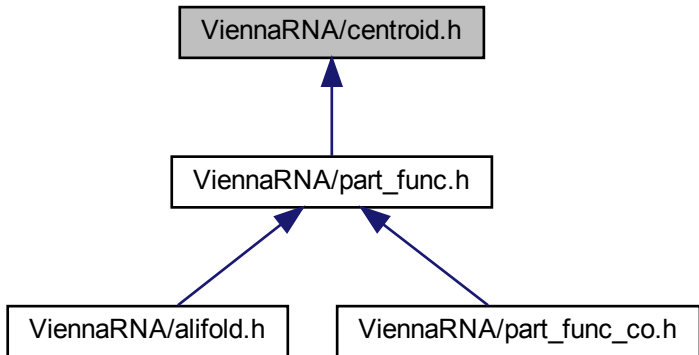 ViennaRNA/centroid.h
ViennaRNA/part_func.h
ViennaRNA/alifold.h
ViennaRNA/part_func_co.h